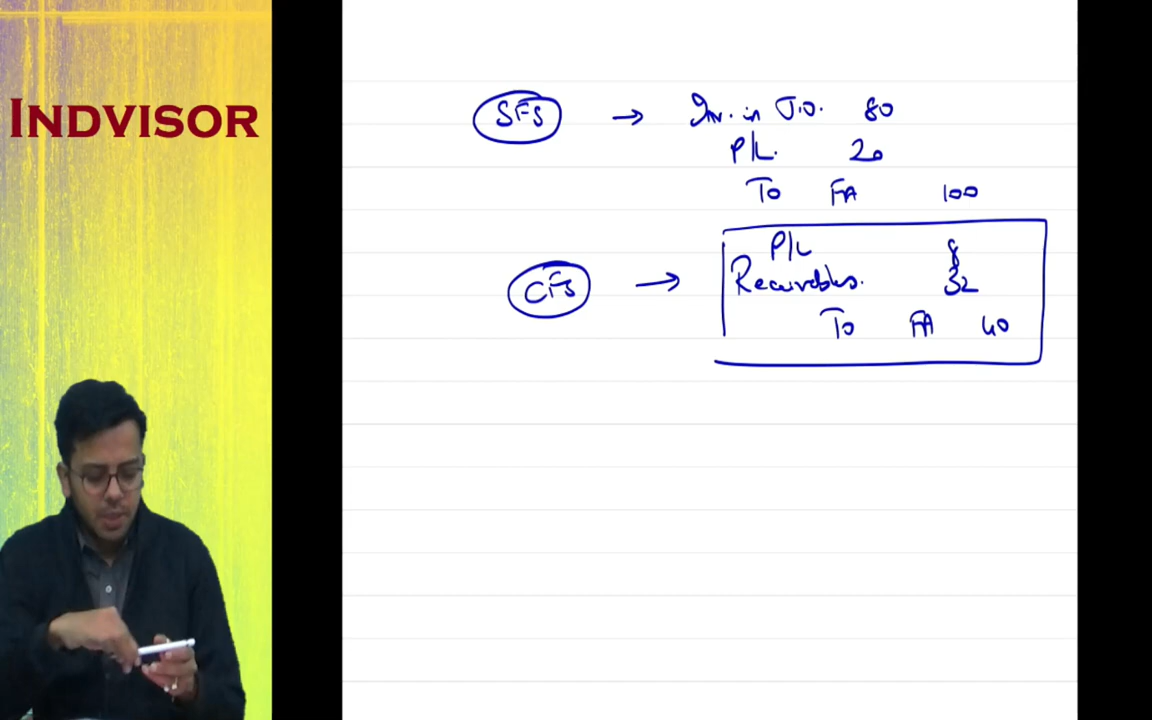 INDVISOR
SFS → Inv. in J.O. 80
P/L. 20
To FA 100
P/L 8
CFS → Receivables. 32
To FA 40